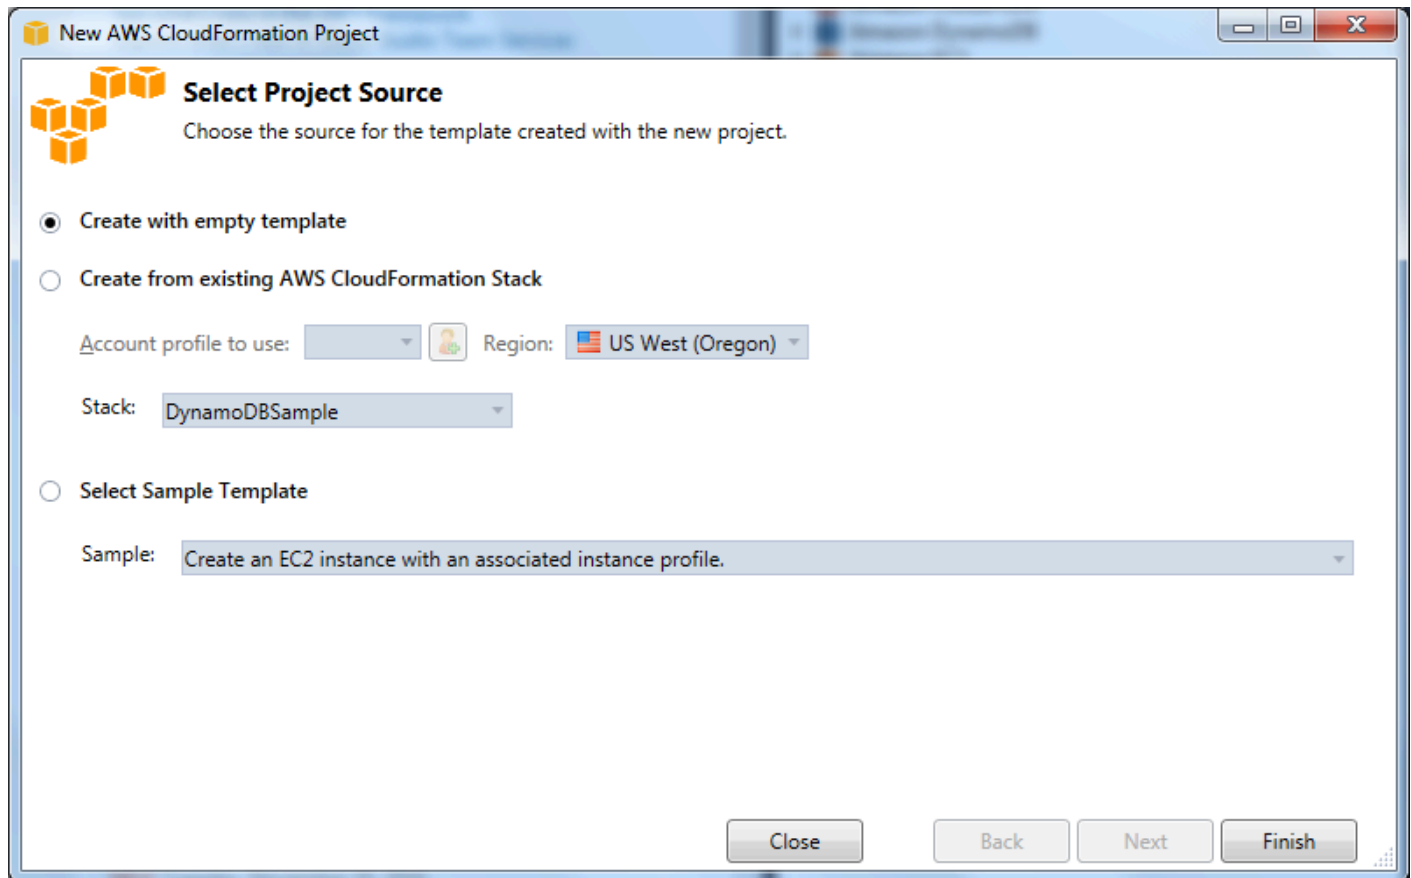 New AWS CloudFormation Project
Select Project Source
Choose the source for the template created with the new project.
Create with empty template
Create from existing AWS CloudFormation Stack
Account profile to use: Region: US West (Oregon)
Stack: DynamoDBSample
Select Sample Template
Sample: Create an EC2 instance with an associated instance profile.
Close Back Next Finish